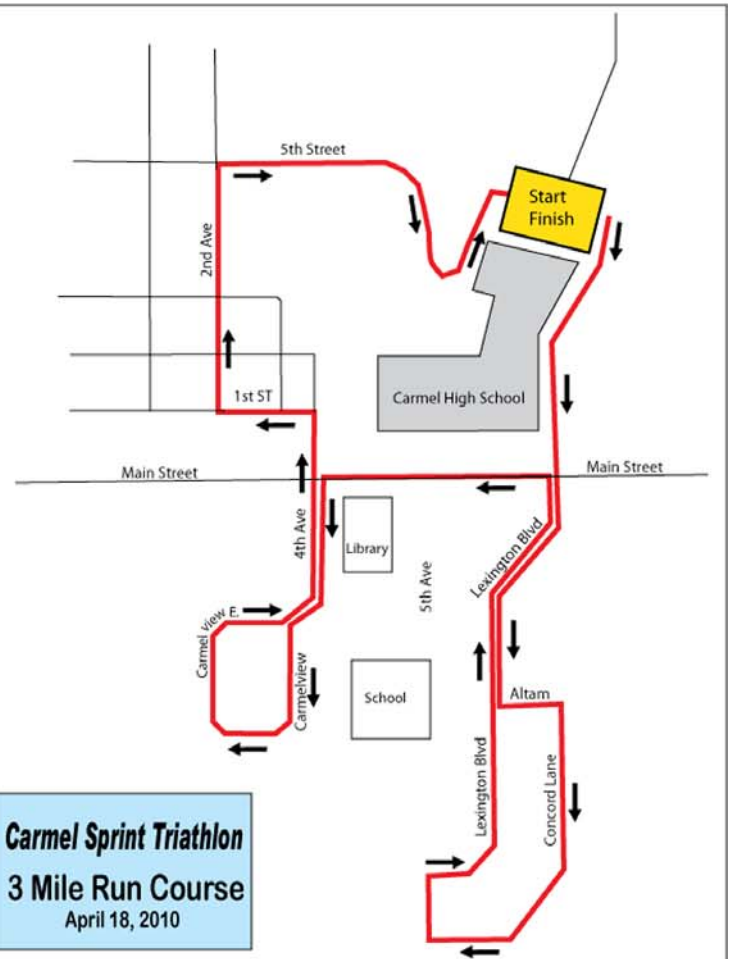 5th Street
Start
Finish
2nd Ave
1st ST
Carmel High School
Main Street
Main Street
4th Ave
Library
5th Ave
Lexington Blvd
Carmel view E.
Carmelview
School
Altam
Lexington Blvd
Concord Lane
Carmel Sprint Triathlon
3 Mile Run Course
April 18, 2010